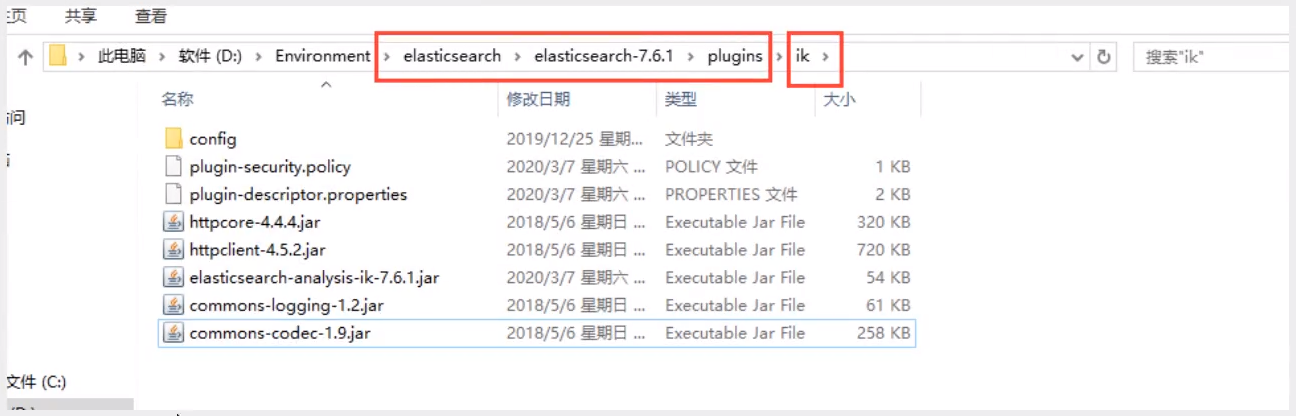 主页 共享 查看
此电脑 软件 (D:) Environment elasticsearch elasticsearch-7.6.1 plugins ik 搜索"ik"
名称 修改日期 类型 大小
访问
config 2019/12/25 星期... 文件夹
plugin-security.policy 2020/3/7 星期六 ... POLICY 文件 1 KB
plugin-descriptor.properties 2020/3/7 星期六 ... PROPERTIES 文件 2 KB
httpcore-4.4.4.jar 2018/5/6 星期日 ... Executable Jar File 320 KB
httpclient-4.5.2.jar 2018/5/6 星期日 ... Executable Jar File 720 KB
elasticsearch-analysis-ik-7.6.1.jar 2020/3/7 星期六 ... Executable Jar File 54 KB
commons-logging-1.2.jar 2018/5/6 星期日 ... Executable Jar File 61 KB
commons-codec-1.9.jar 2018/5/6 星期日 ... Executable Jar File 258 KB
文件 (C:)